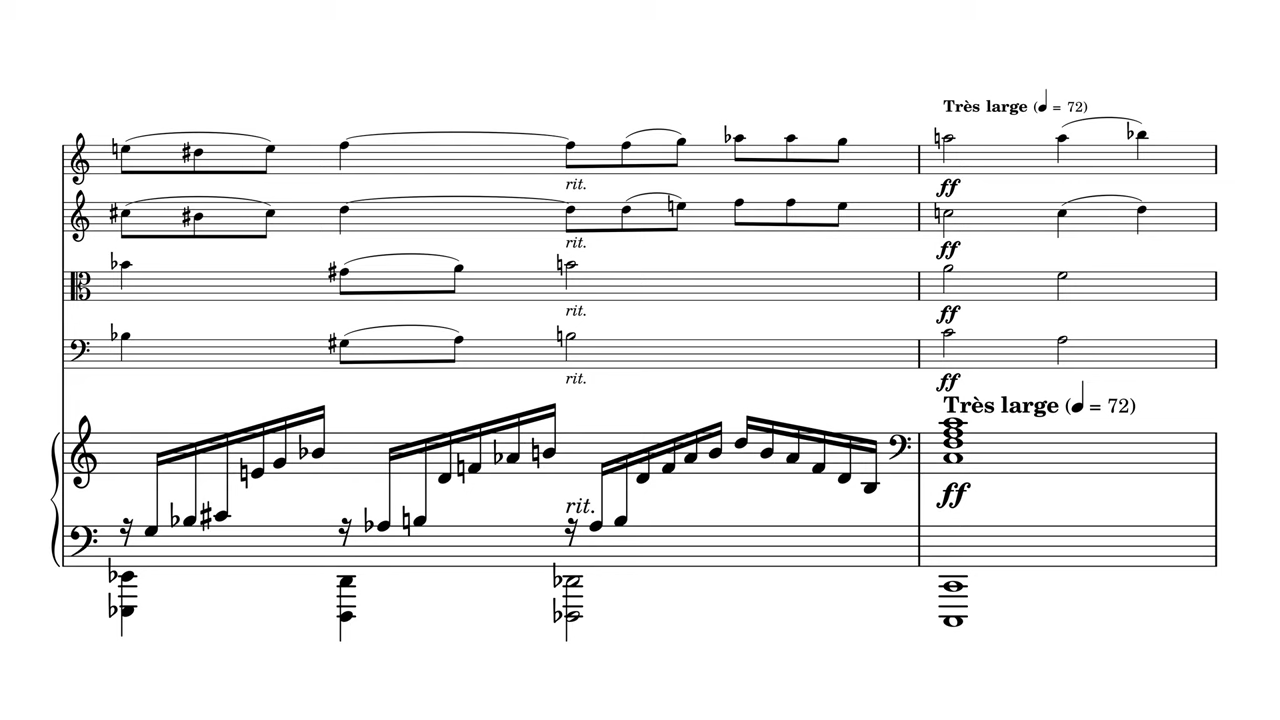 Très large (♩ = 72)
rit.
ff
rit.
ff
rit.
ff
rit.
ff
Très large (♩ = 72)
ff
rit.